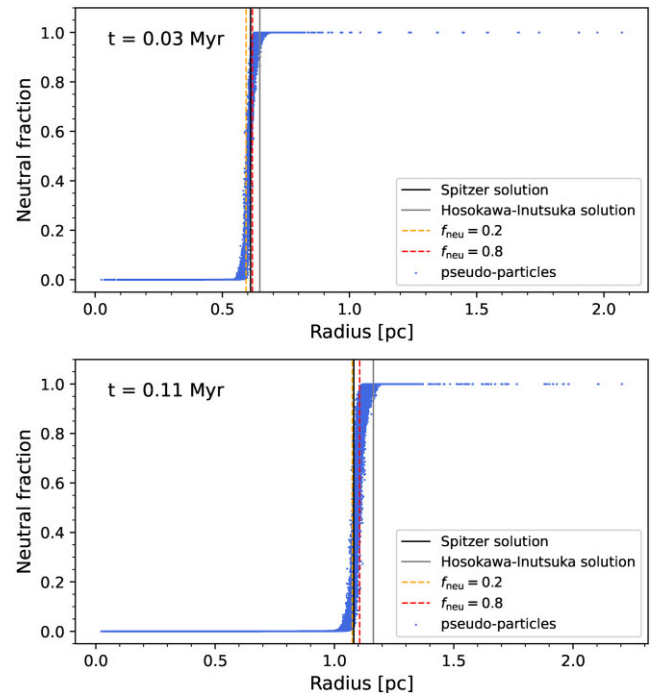 t = 0.03 Myr
1.0
0.8
0.6
0.4
0.2
0.0
Neutral fraction
Spitzer solution
Hosokawa-Inutsuka solution
f_neu = 0.2
f_neu = 0.8
pseudo-particles
0.0 0.5 1.0 1.5 2.0
Radius [pc]
t = 0.11 Myr
1.0
0.8
0.6
0.4
0.2
0.0
Neutral fraction
Spitzer solution
Hosokawa-Inutsuka solution
f_neu = 0.2
f_neu = 0.8
pseudo-particles
0.0 0.5 1.0 1.5 2.0
Radius [pc]